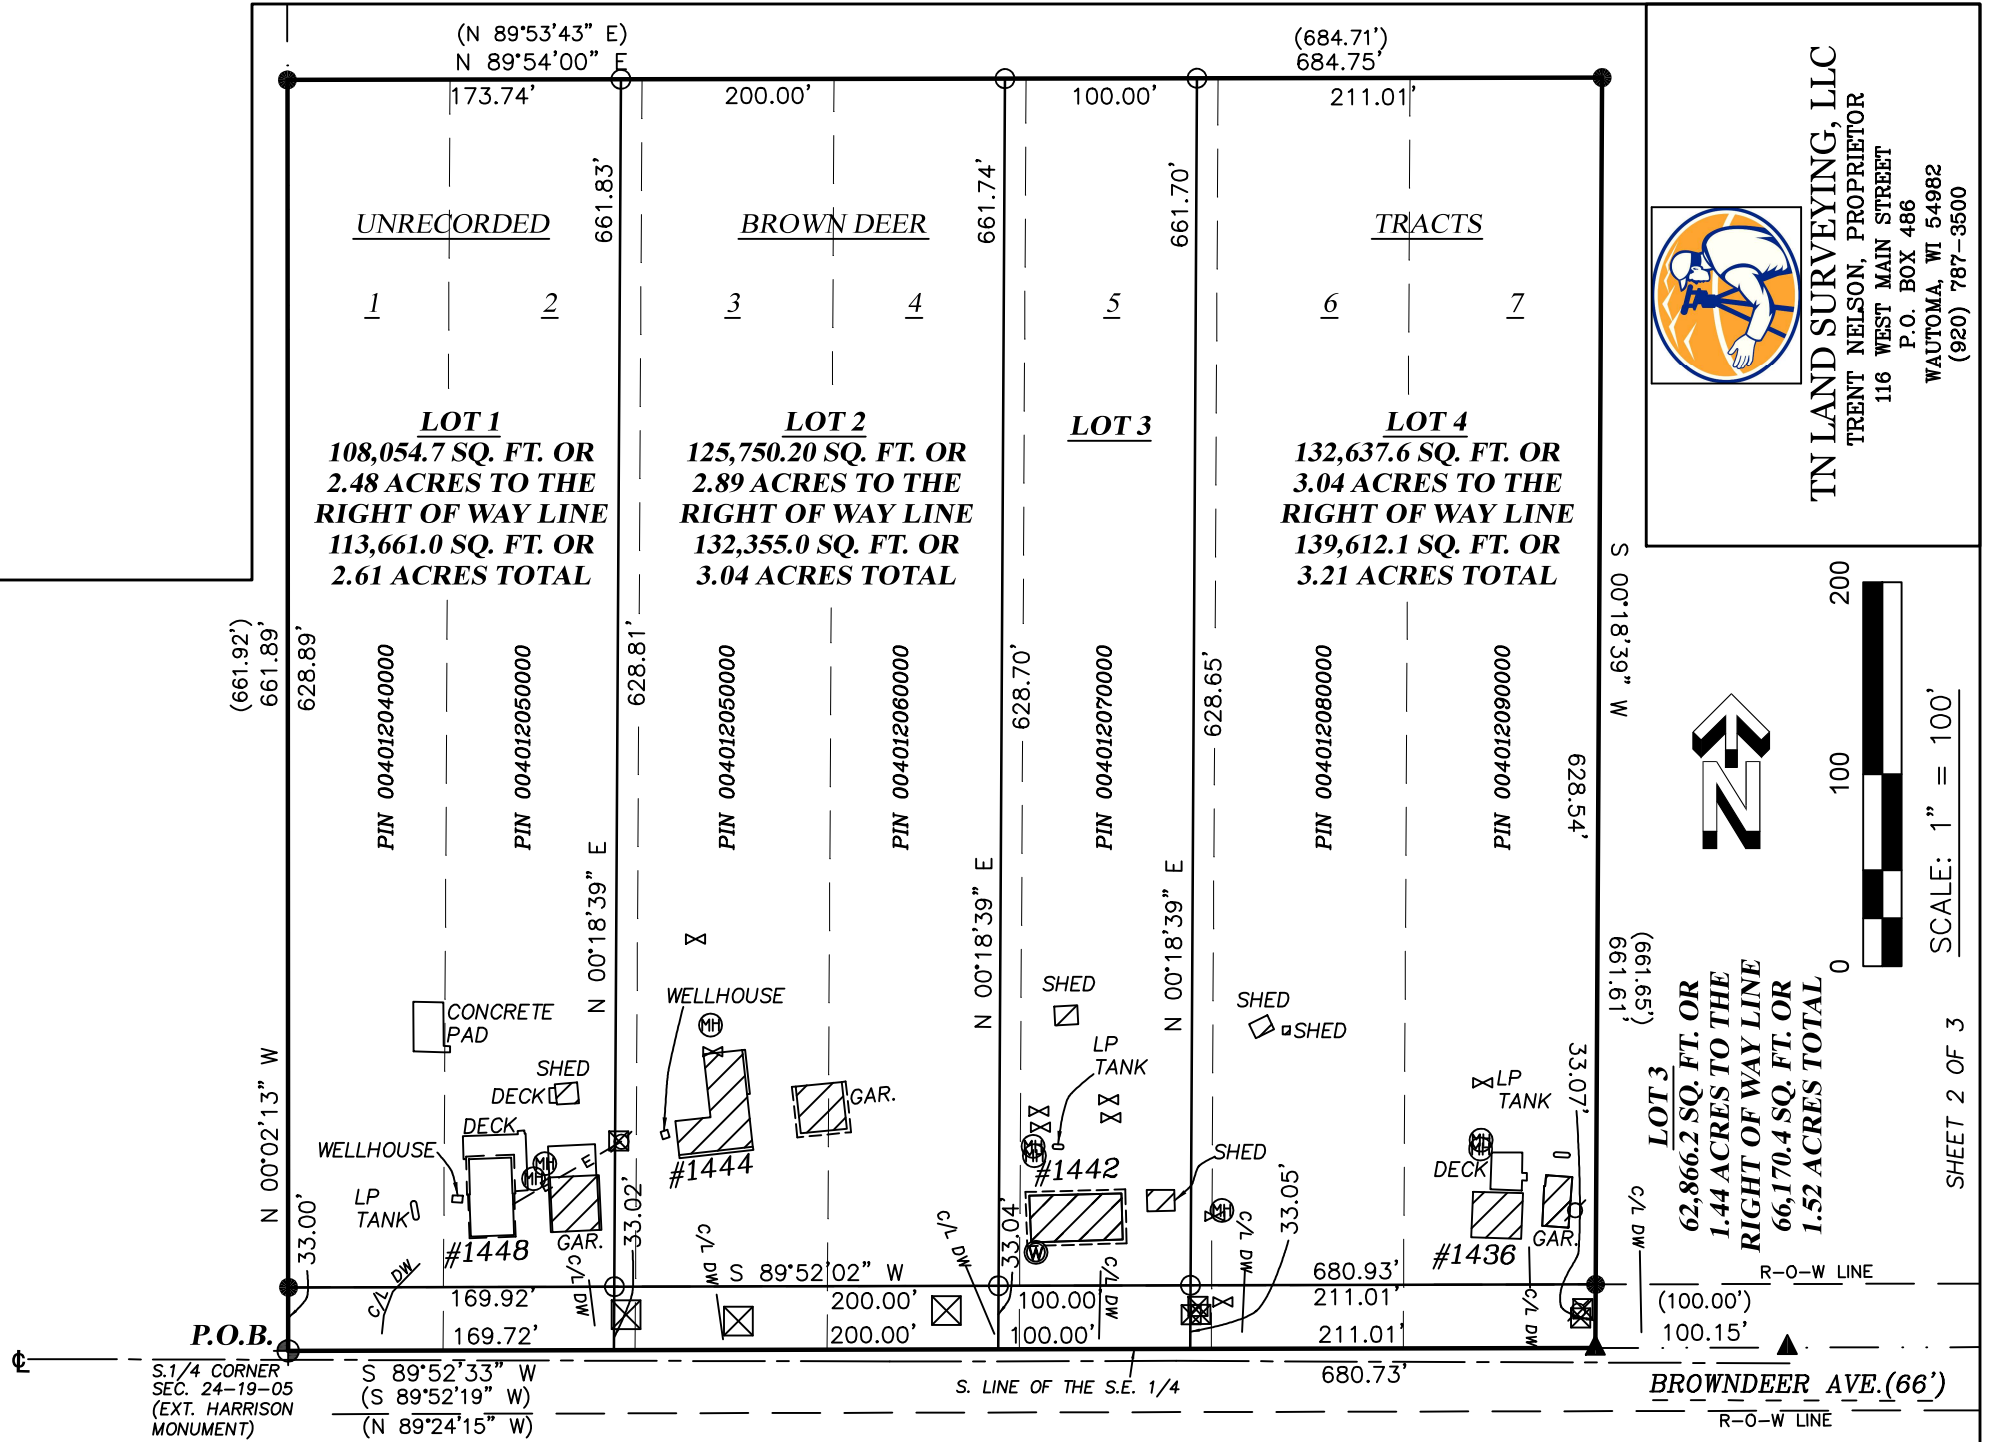 (N 89°53'43" E)
N 89°54'00" E
(684.71')
684.75'
173.74'
200.00'
100.00'
211.01'
661.83'
661.74'
661.70'
UNRECORDED
BROWN DEER
TRACTS
1
2
3
4
5
6
7
LOT 1
108,054.7 SQ. FT. OR
2.48 ACRES TO THE
RIGHT OF WAY LINE
113,661.0 SQ. FT. OR
2.61 ACRES TOTAL
LOT 2
125,750.20 SQ. FT. OR
2.89 ACRES TO THE
RIGHT OF WAY LINE
132,355.0 SQ. FT. OR
3.04 ACRES TOTAL
LOT 3
LOT 4
132,637.6 SQ. FT. OR
3.04 ACRES TO THE
RIGHT OF WAY LINE
139,612.1 SQ. FT. OR
3.21 ACRES TOTAL
(661.92')
661.89'
628.89'
628.81'
628.70'
628.65'
628.54'
S 00°18'39" W
PIN 004012040000
PIN 004012050000
PIN 004012050000
PIN 004012060000
PIN 004012070000
PIN 004012080000
PIN 004012090000
N 00°02'13" W
N 00°18'39" E
N 00°18'39" E
N 00°18'39" E
(661.65')
661.61'
CONCRETE
PAD
SHED
DECK
DECK
WELLHOUSE
LP
TANK
#1448
GAR.
MH
MH
E
C/L DW
C/L DW
33.00'
33.02'
WELLHOUSE
MH
#1444
GAR.
C/L DW
C/L DW
33.04'
SHED
LP
TANK
MH
MH
#1442
W
SHED
C/L DW
MH
C/L DW
33.05'
SHED
SHED
LP
TANK
MH
DECK
#1436
GAR.
C/L DW
33.07'
C/L DW
S 89°52'02" W
680.93'
169.92'
200.00'
100.00'
211.01'
169.72'
200.00'
100.00'
211.01'
(100.00')
100.15'
R-O-W LINE
P.O.B.
S.1/4 CORNER
SEC. 24-19-05
(EXT. HARRISON
MONUMENT)
S 89°52'33" W
(S 89°52'19" W)
(N 89°24'15" W)
S. LINE OF THE S.E. 1/4
680.73'
BROWNDEER AVE.(66')
R-O-W LINE
TN LAND SURVEYING, LLC
TRENT NELSON, PROPRIETOR
116 WEST MAIN STREET
P.O. BOX 486
WAUTOMA, WI 54982
(920) 787-3500
N
0
100
200
SCALE: 1" = 100'
LOT 3
62,866.2 SQ. FT. OR
1.44 ACRES TO THE
RIGHT OF WAY LINE
66,170.4 SQ. FT. OR
1.52 ACRES TOTAL
SHEET 2 OF 3